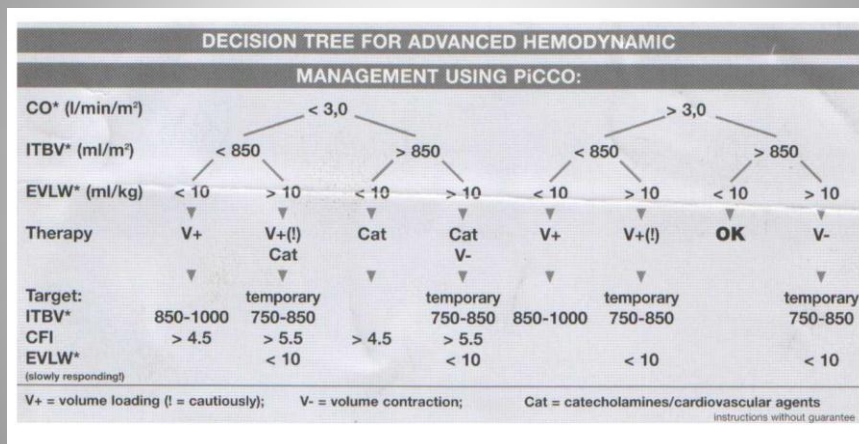 DECISION TREE FOR ADVANCED HEMODYNAMIC
MANAGEMENT USING PiCCO:
CO* (l/min/m²) < 3,0 > 3,0
ITBV* (ml/m²) < 850 > 850 < 850 > 850
EVLW* (ml/kg) < 10 > 10 < 10 > 10 < 10 > 10 < 10 > 10
Therapy V+ V+(!) Cat Cat V+ V+(!) OK V-
Cat V-
Target: temporary temporary temporary temporary
ITBV* 850-1000 750-850 750-850 850-1000 750-850 750-850
CFI > 4.5 > 5.5 > 4.5 > 5.5
EVLW* < 10 < 10 < 10 < 10
(slowly responding!)
V+ = volume loading (! = cautiously); V- = volume contraction; Cat = catecholamines/cardiovascular agents
instructions without guarantee